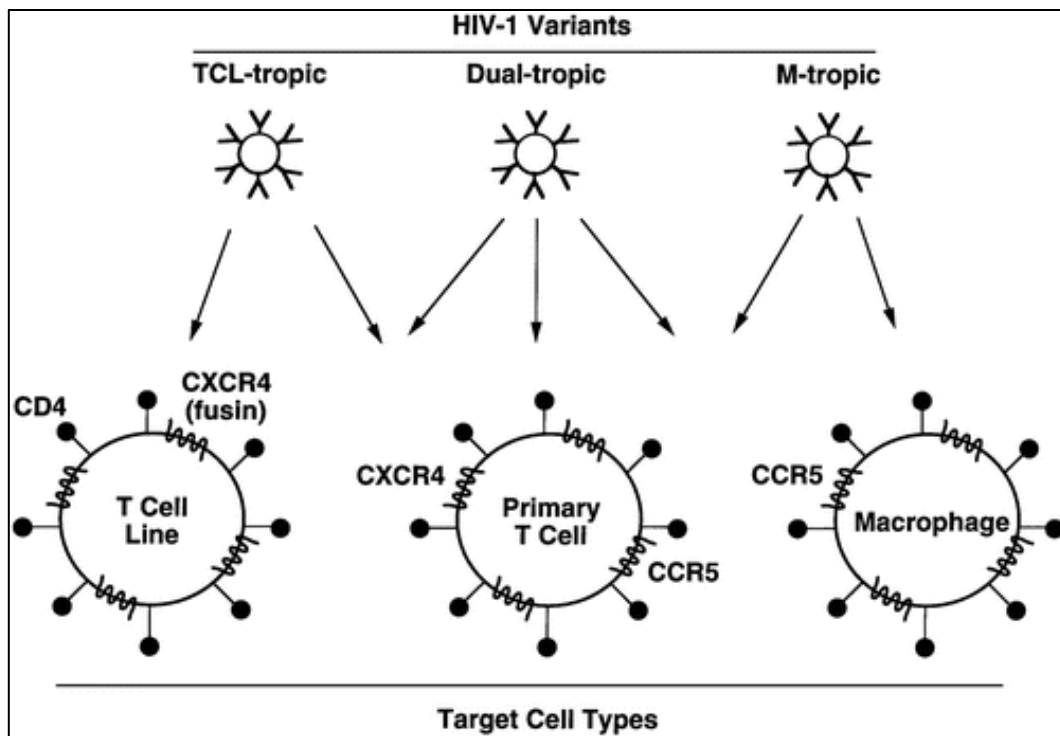 HIV-1 Variants
TCL-tropic
Dual-tropic
M-tropic
CD4
CXCR4
(fusin)
T Cell
Line
CXCR4
Primary
T Cell
CCR5
CCR5
Macrophage
Target Cell Types